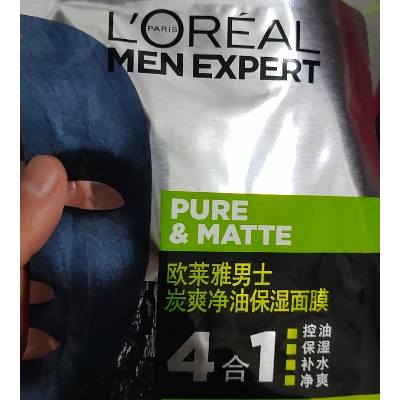 L'ORÉAL
PARIS
MEN EXPERT
PURE
& MATTE
欧莱雅男士
炭爽净油保湿面膜
4合1
控油
保湿
补水
净爽